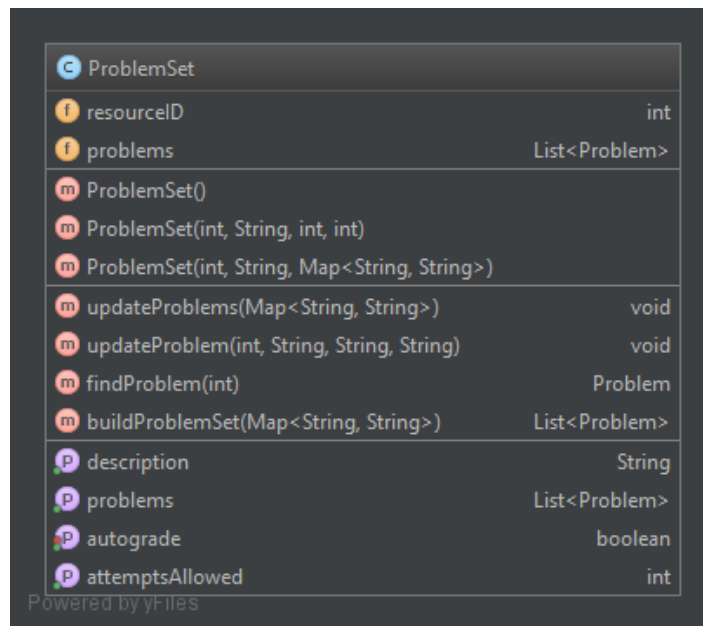 C ProblemSet
f resourceID int
f problems List<Problem>
m ProblemSet()
m ProblemSet(int, String, int, int)
m ProblemSet(int, String, Map<String, String>)
m updateProblems(Map<String, String>) void
m updateProblem(int, String, String, String) void
m findProblem(int) Problem
m buildProblemSet(Map<String, String>) List<Problem>
P description String
P problems List<Problem>
P autograde boolean
P attemptsAllowed int
Powered by yFiles